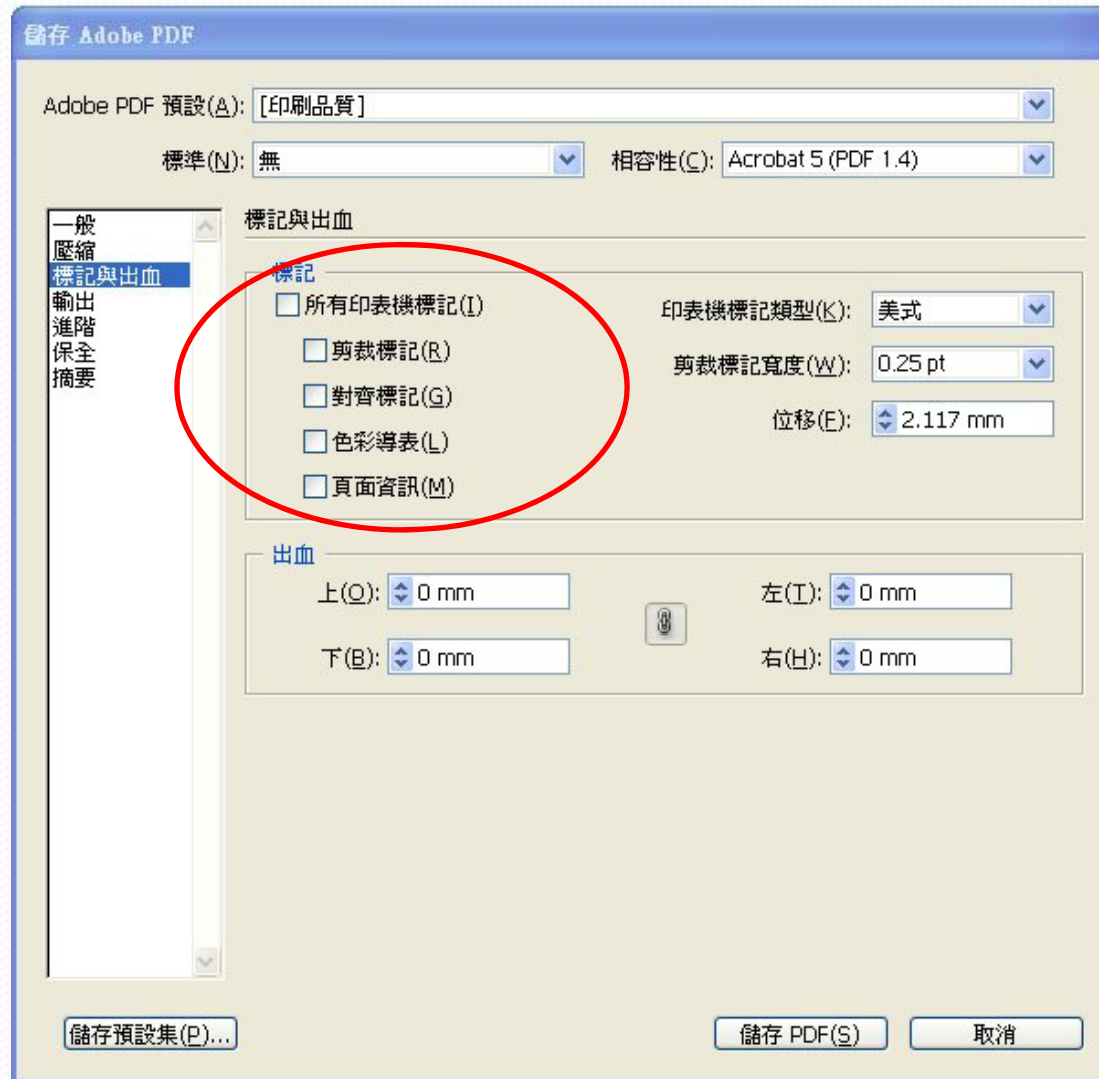 儲存 Adobe PDF
Adobe PDF 預設(A): [印刷品質]
標準(N): 無 相容性(C): Acrobat 5 (PDF 1.4)
一般
壓縮
標記與出血
輸出
進階
保全
摘要
標記與出血
標記
所有印表機標記(I)
剪裁標記(R)
對齊標記(G)
色彩導表(L)
頁面資訊(M)
印表機標記類型(K): 美式
剪裁標記寬度(W): 0.25 pt
位移(F): 2.117 mm
出血
上(O): 0 mm 左(T): 0 mm
下(B): 0 mm 右(H): 0 mm
儲存預設集(P)... 儲存 PDF(S) 取消